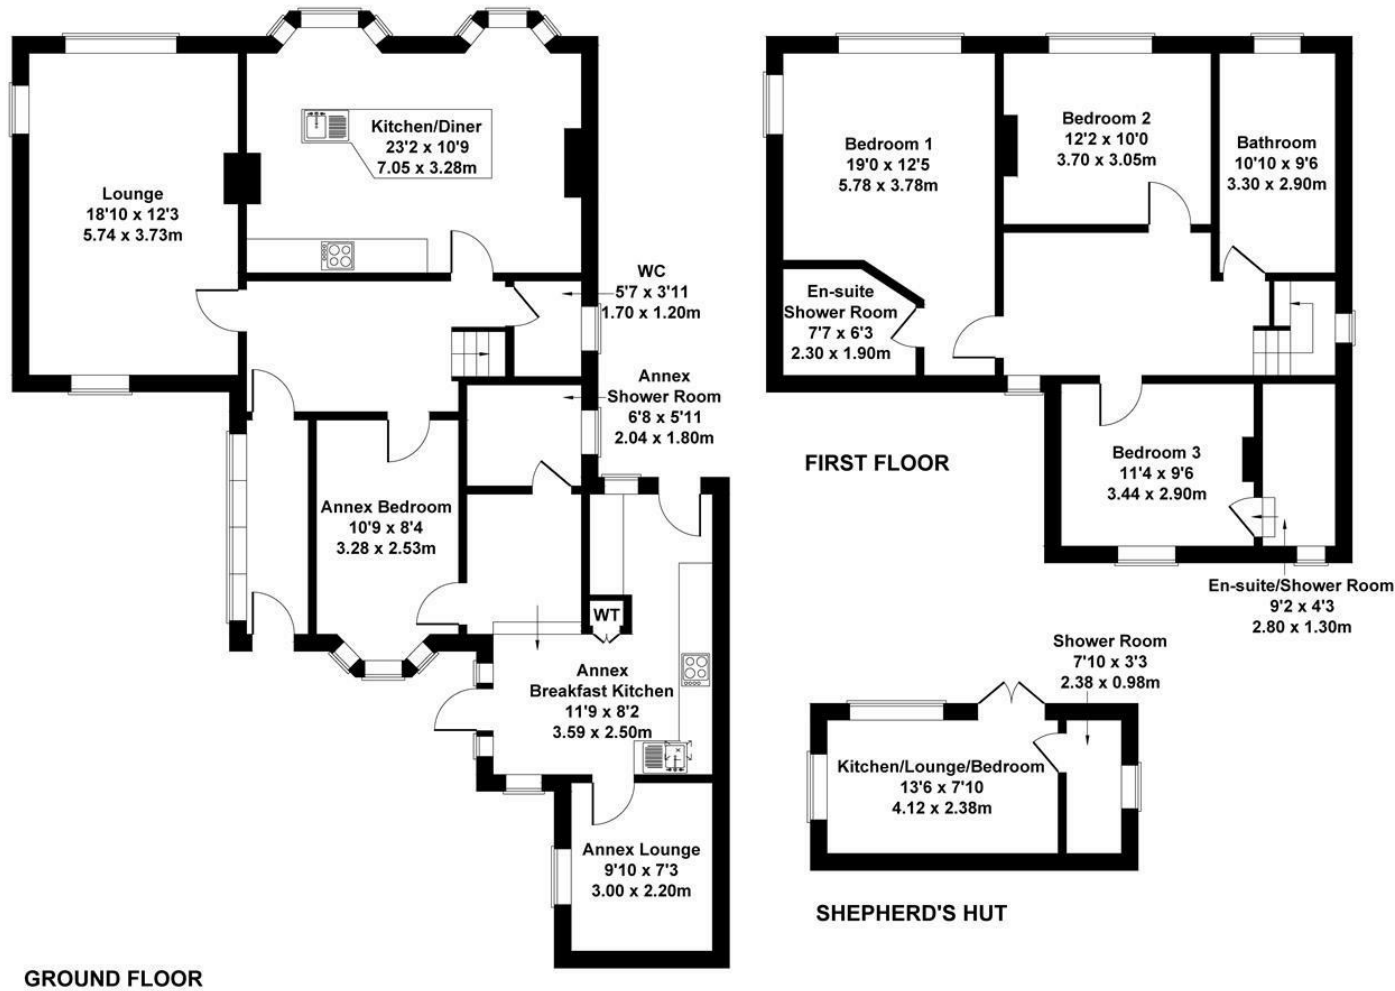 Lounge
18'10 x 12'3
5.74 x 3.73m
Kitchen/Diner
23'2 x 10'9
7.05 x 3.28m
WC
5'7 x 3'11
1.70 x 1.20m
Annex
Shower Room
6'8 x 5'11
2.04 x 1.80m
Annex Bedroom
10'9 x 8'4
3.28 x 2.53m
WT
Annex
Breakfast Kitchen
11'9 x 8'2
3.59 x 2.50m
Annex Lounge
9'10 x 7'3
3.00 x 2.20m
GROUND FLOOR
Bedroom 1
19'0 x 12'5
5.78 x 3.78m
Bedroom 2
12'2 x 10'0
3.70 x 3.05m
Bathroom
10'10 x 9'6
3.30 x 2.90m
En-suite
Shower Room
7'7 x 6'3
2.30 x 1.90m
Bedroom 3
11'4 x 9'6
3.44 x 2.90m
En-suite/Shower Room
9'2 x 4'3
2.80 x 1.30m
FIRST FLOOR
Shower Room
7'10 x 3'3
2.38 x 0.98m
Kitchen/Lounge/Bedroom
13'6 x 7'10
4.12 x 2.38m
SHEPHERD'S HUT